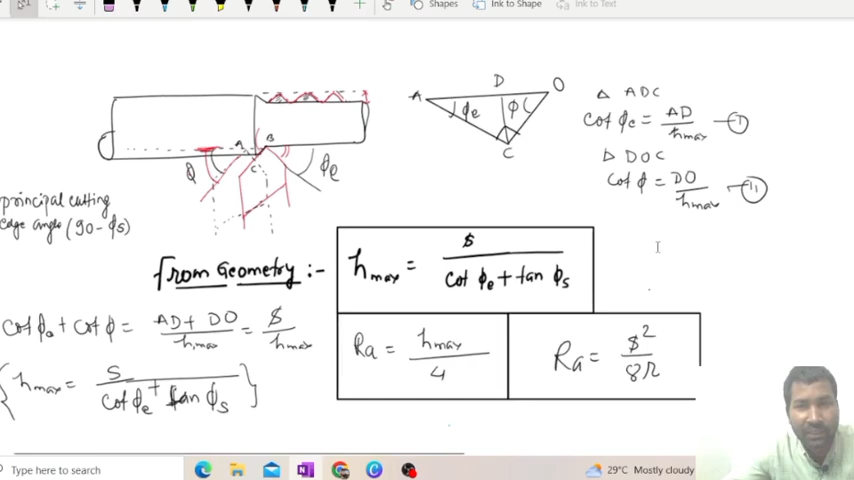 Shapes
Ink to Shape
Ink to Text
A
D
O
ϕe
ϕ
C
△ ADC
cot ϕe = AD / hmax — I
△ DOC
cot ϕ = DO / hmax — II
A
B
C
ϕ
ϕe
principal cutting
edge angle (90-ϕs)
from Geometry :-
hmax = s / cot ϕe + tan ϕs
cot ϕe + cot ϕ = AD + DO / hmax = s / hmax
hmax = s / cot ϕe + tan ϕs
Ra = hmax / 4
Ra = s² / 8r
Type here to search
29°C Mostly cloudy